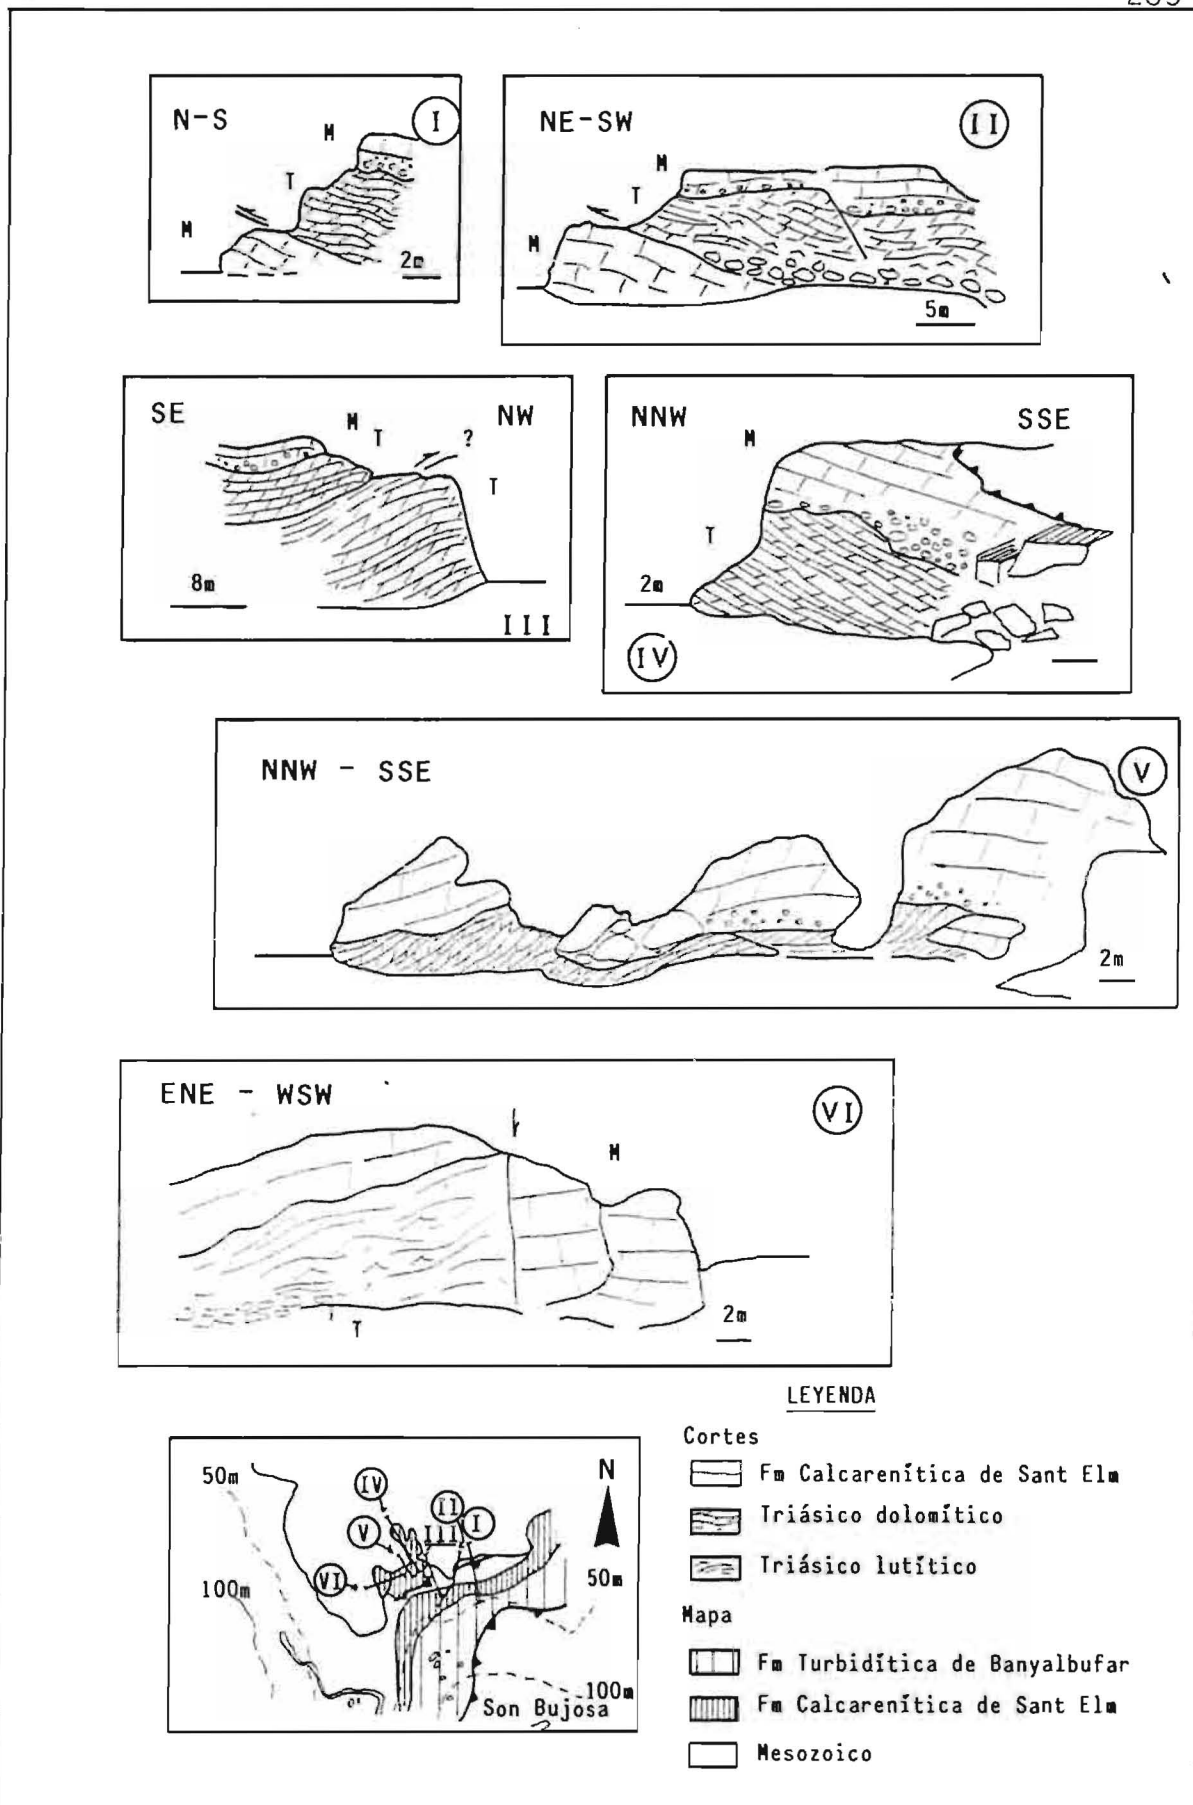 N-S
I
M
T
M
2m
NE-SW
II
M
T
M
5m
SE
NW
M
T
?
T
8m
III
NNW
SSE
M
T
2m
IV
NNW - SSE
V
2m
ENE - WSW
VI
M
T
2m
50m
IV
N
II
V
III
I
VI
50m
100m
100m
Son Bujosa
LEYENDA
Cortes
Fm Calcarenítica de Sant Elm
Triásico dolomítico
Triásico lutítico
Mapa
Fm Turbidítica de Banyalbufar
Fm Calcarenítica de Sant Elm
Mesozoico